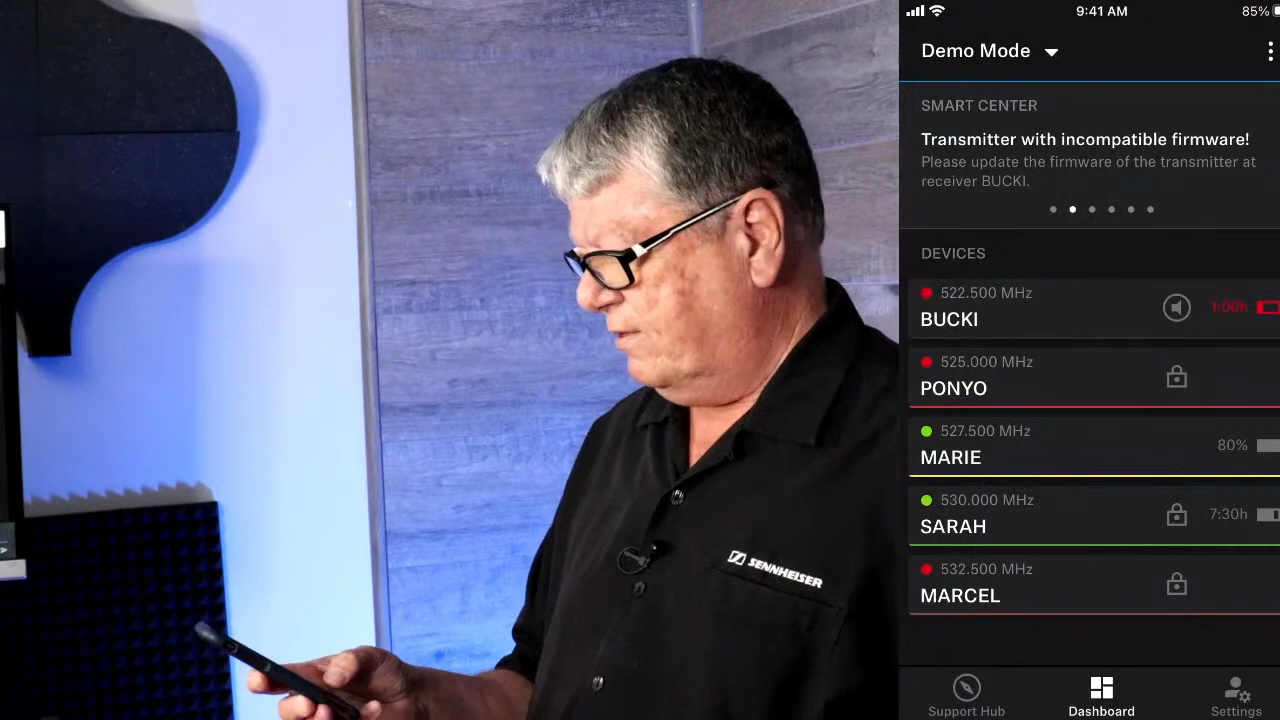 9:41 AM
85%
Demo Mode
SMART CENTER
Transmitter with incompatible firmware!
Please update the firmware of the transmitter at
receiver BUCKI.
DEVICES
522.500 MHz
1:00h
BUCKI
525.000 MHz
PONYO
527.500 MHz
80%
MARIE
530.000 MHz
7:30h
SARAH
532.500 MHz
MARCEL
Support Hub
Dashboard
Settings
SENNHEISER